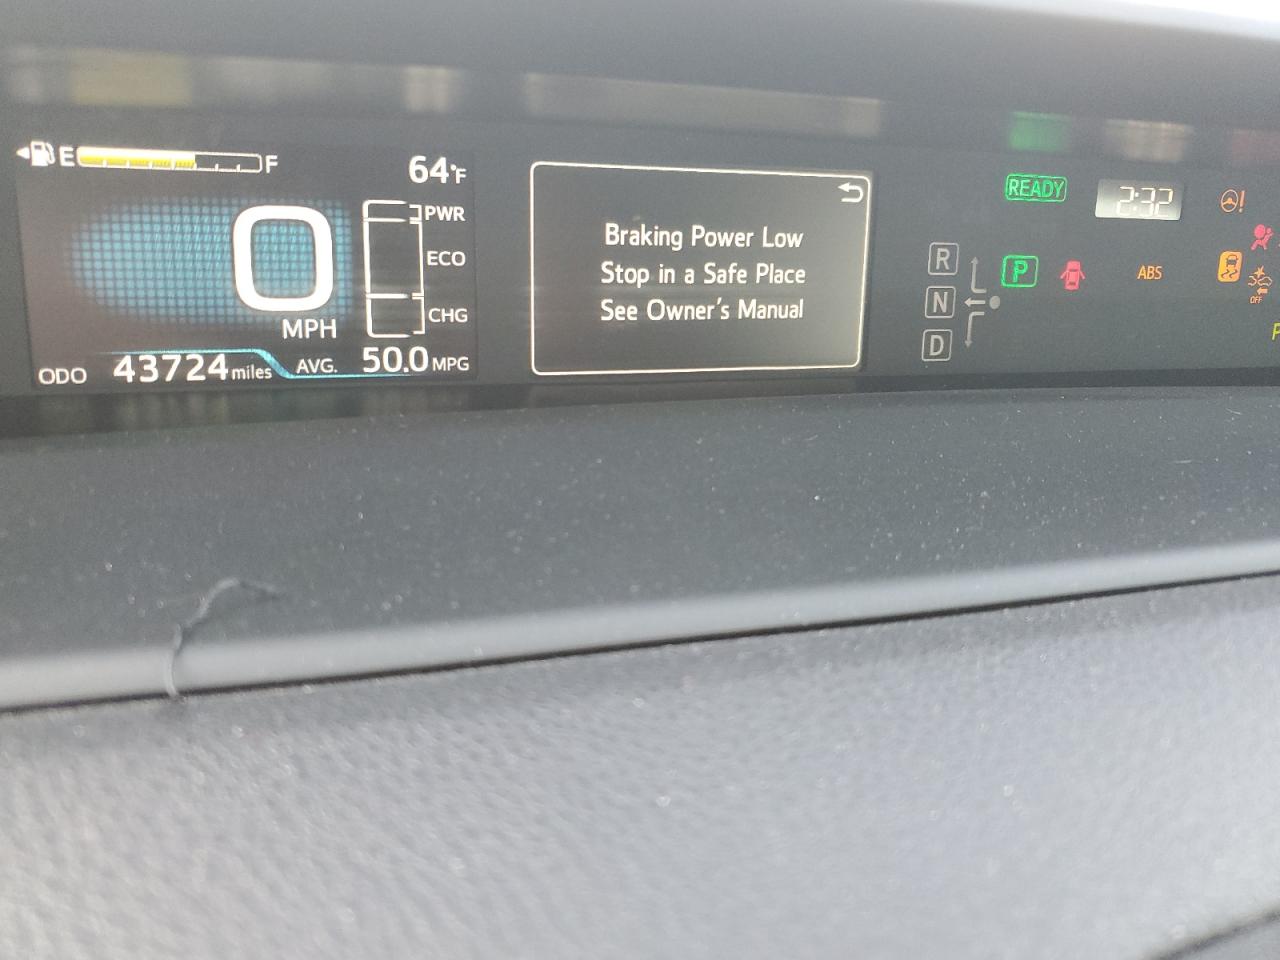 E F
64°F
0
MPH
PWR
ECO
CHG
ODO 43724 miles
AVG. 50.0 MPG
Braking Power Low
Stop in a Safe Place
See Owner's Manual
READY
2:32
!
R
N
D
P
ABS
OFF